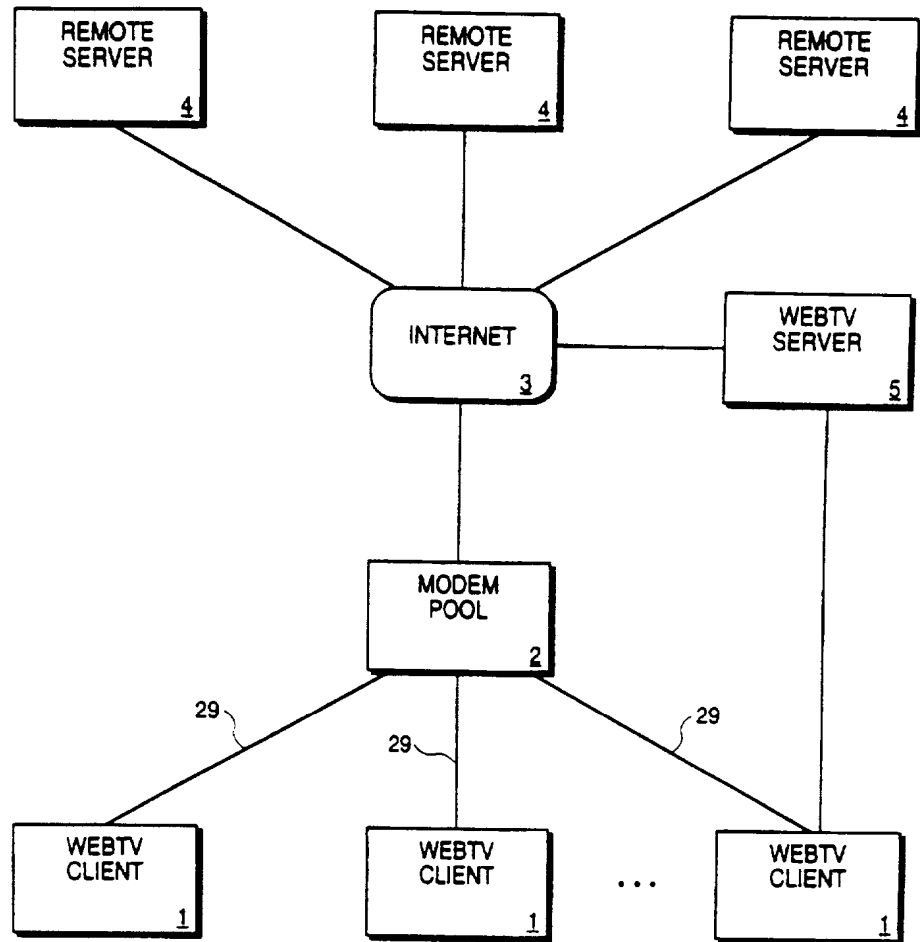 REMOTE
SERVER
4
REMOTE
SERVER
4
REMOTE
SERVER
4
INTERNET
3
WEBTV
SERVER
5
MODEM
POOL
2
29
29
29
WEBTV
CLIENT
1
WEBTV
CLIENT
1
...
WEBTV
CLIENT
1